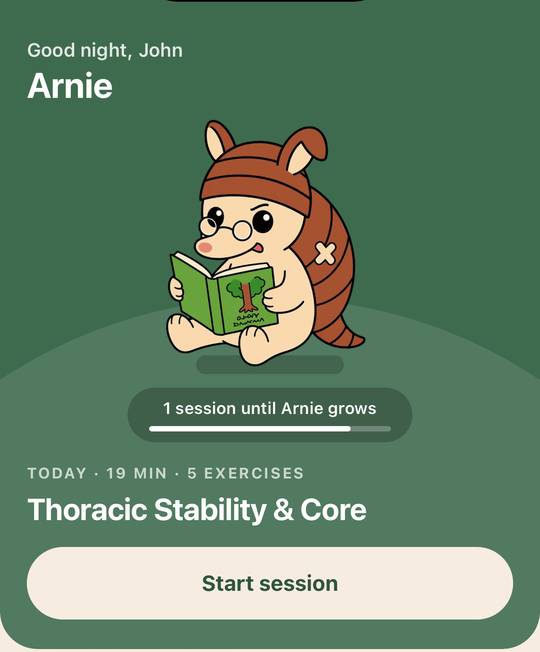 Good night, John
Arnie
1 session until Arnie grows
TODAY · 19 MIN · 5 EXERCISES
Thoracic Stability & Core
Start session